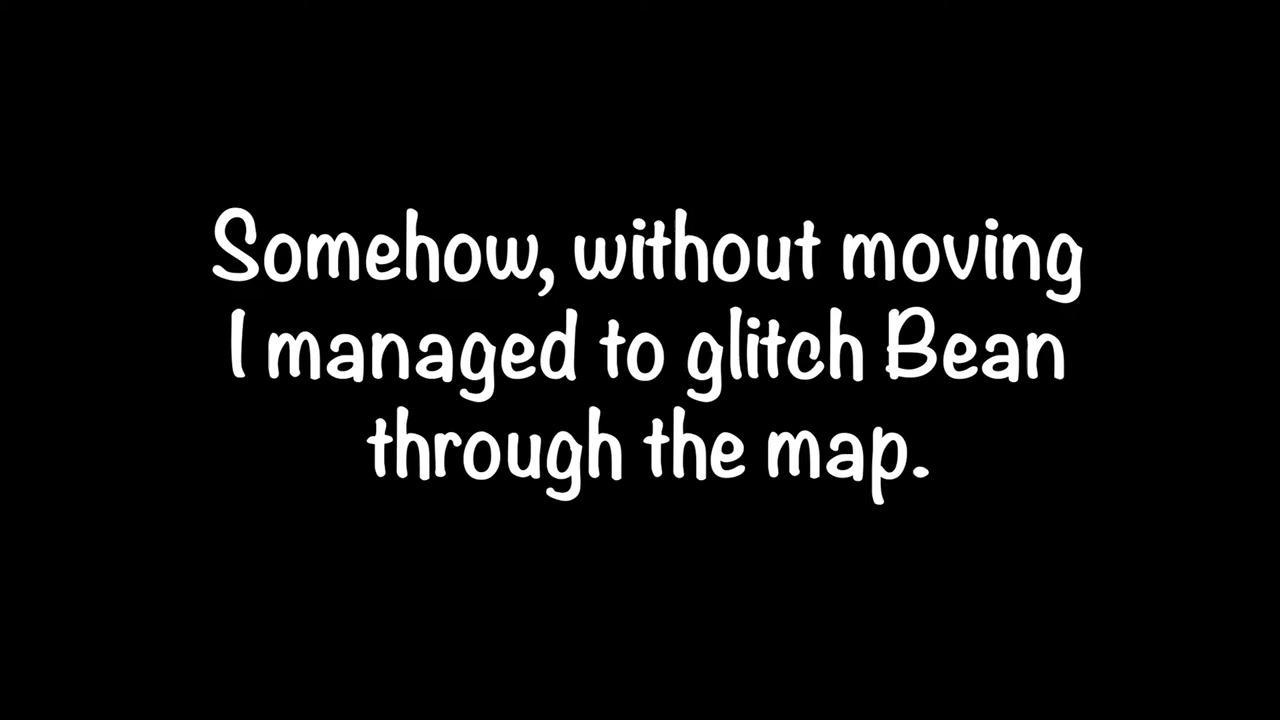 Somehow, without moving
I managed to glitch Bean
through the map.